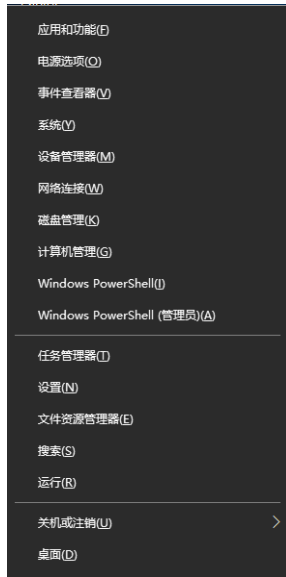 应用和功能(F)
电源选项(O)
事件查看器(V)
系统(Y)
设备管理器(M)
网络连接(W)
磁盘管理(K)
计算机管理(G)
Windows PowerShell(I)
Windows PowerShell (管理员)(A)
任务管理器(T)
设置(N)
文件资源管理器(E)
搜索(S)
运行(R)
关机或注销(U)
桌面(D)